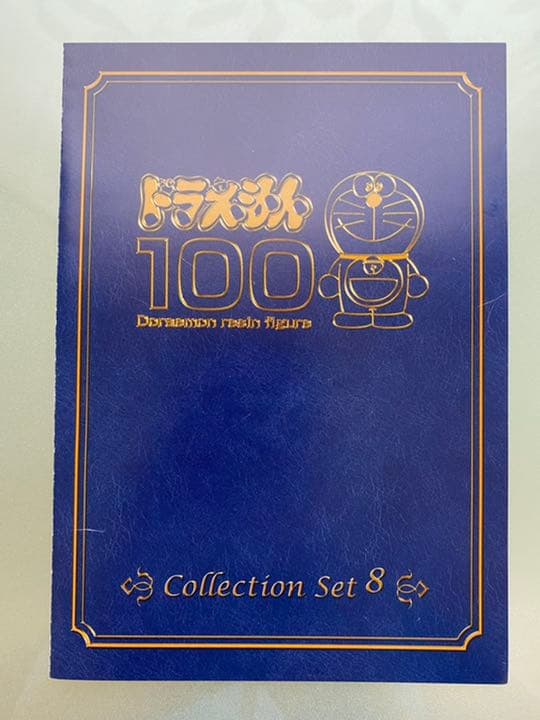 ドラえもん
100
Doraemon resin figure
Collection Set 8